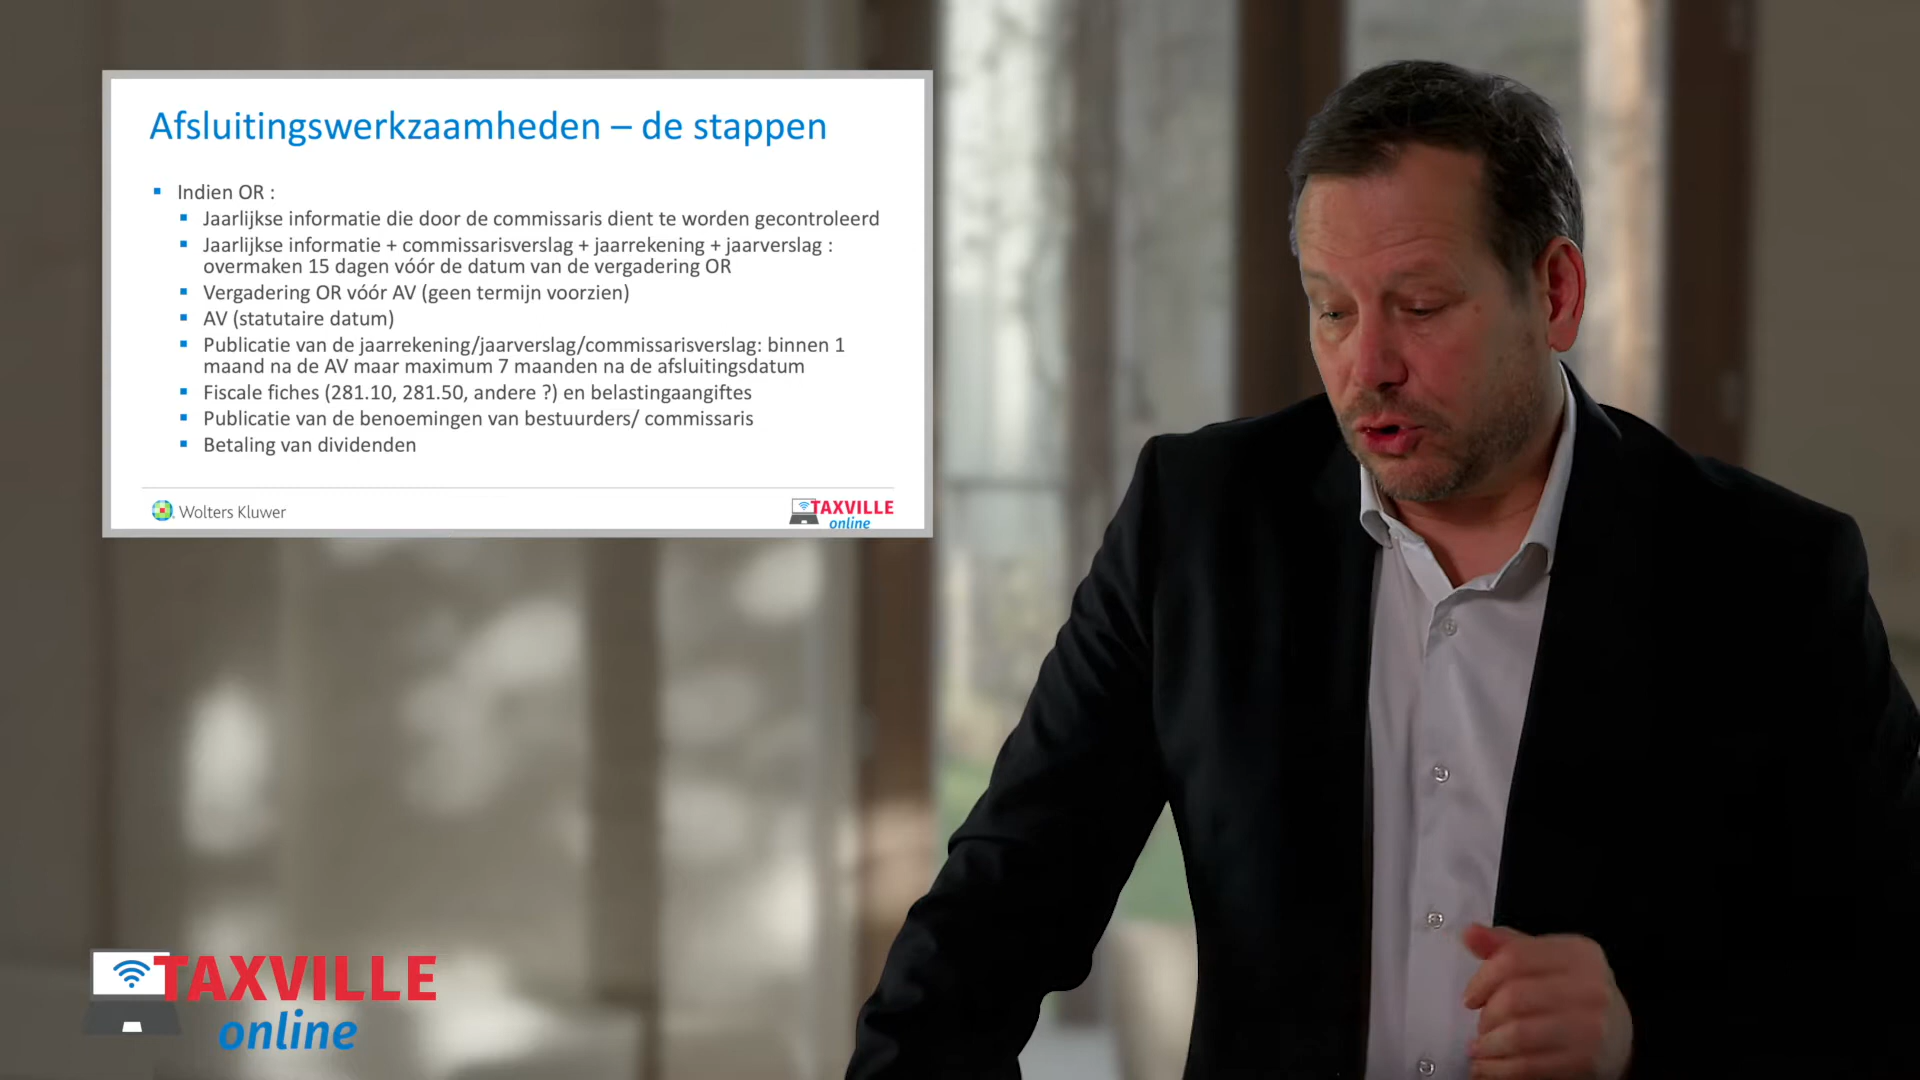 Afsluitingswerkzaamheden – de stappen
▪ Indien OR :
▪ Jaarlijkse informatie die door de commissaris dient te worden gecontroleerd
▪ Jaarlijkse informatie + commissarisverslag + jaarrekening + jaarverslag :
overmaken 15 dagen vóór de datum van de vergadering OR
▪ Vergadering OR vóór AV (geen termijn voorzien)
▪ AV (statutaire datum)
▪ Publicatie van de jaarrekening/jaarverslag/commissarisverslag: binnen 1
maand na de AV maar maximum 7 maanden na de afsluitingsdatum
▪ Fiscale fiches (281.10, 281.50, andere ?) en belastingaangiftes
▪ Publicatie van de benoemingen van bestuurders/ commissaris
▪ Betaling van dividenden
Wolters Kluwer
TAXVILLE
online
TAXVILLE
online